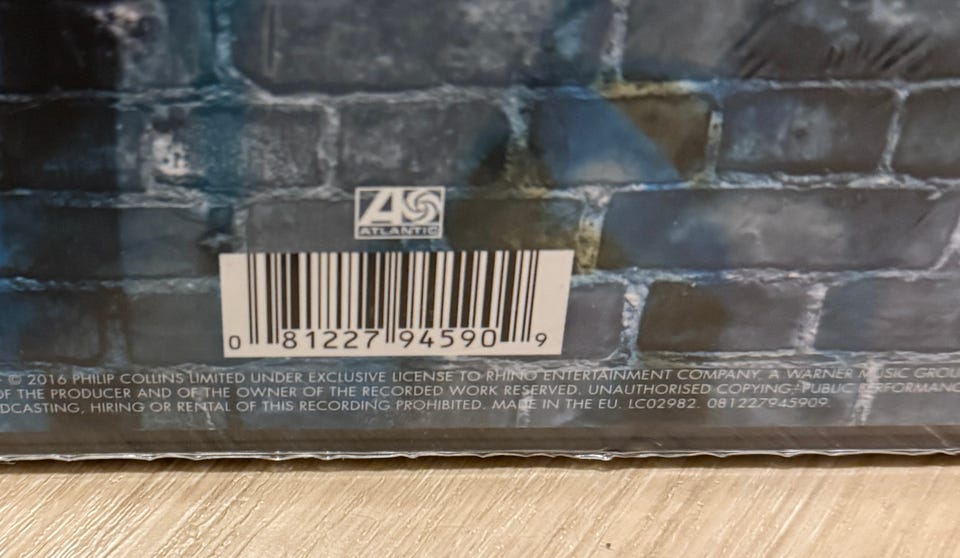 ATLANTIC
0 81227 94590 9
© 2016 PHILIP COLLINS LIMITED UNDER EXCLUSIVE LICENSE TO RHINO ENTERTAINMENT COMPANY. A WARNER MUSIC GROU
OF THE PRODUCER AND OF THE OWNER OF THE RECORDED WORK RESERVED. UNAUTHORISED COPYING, PUBLIC PERFORMANC
DCASTING, HIRING OR RENTAL OF THIS RECORDING PROHIBITED. MADE IN THE EU. LC02982. 081227945909.